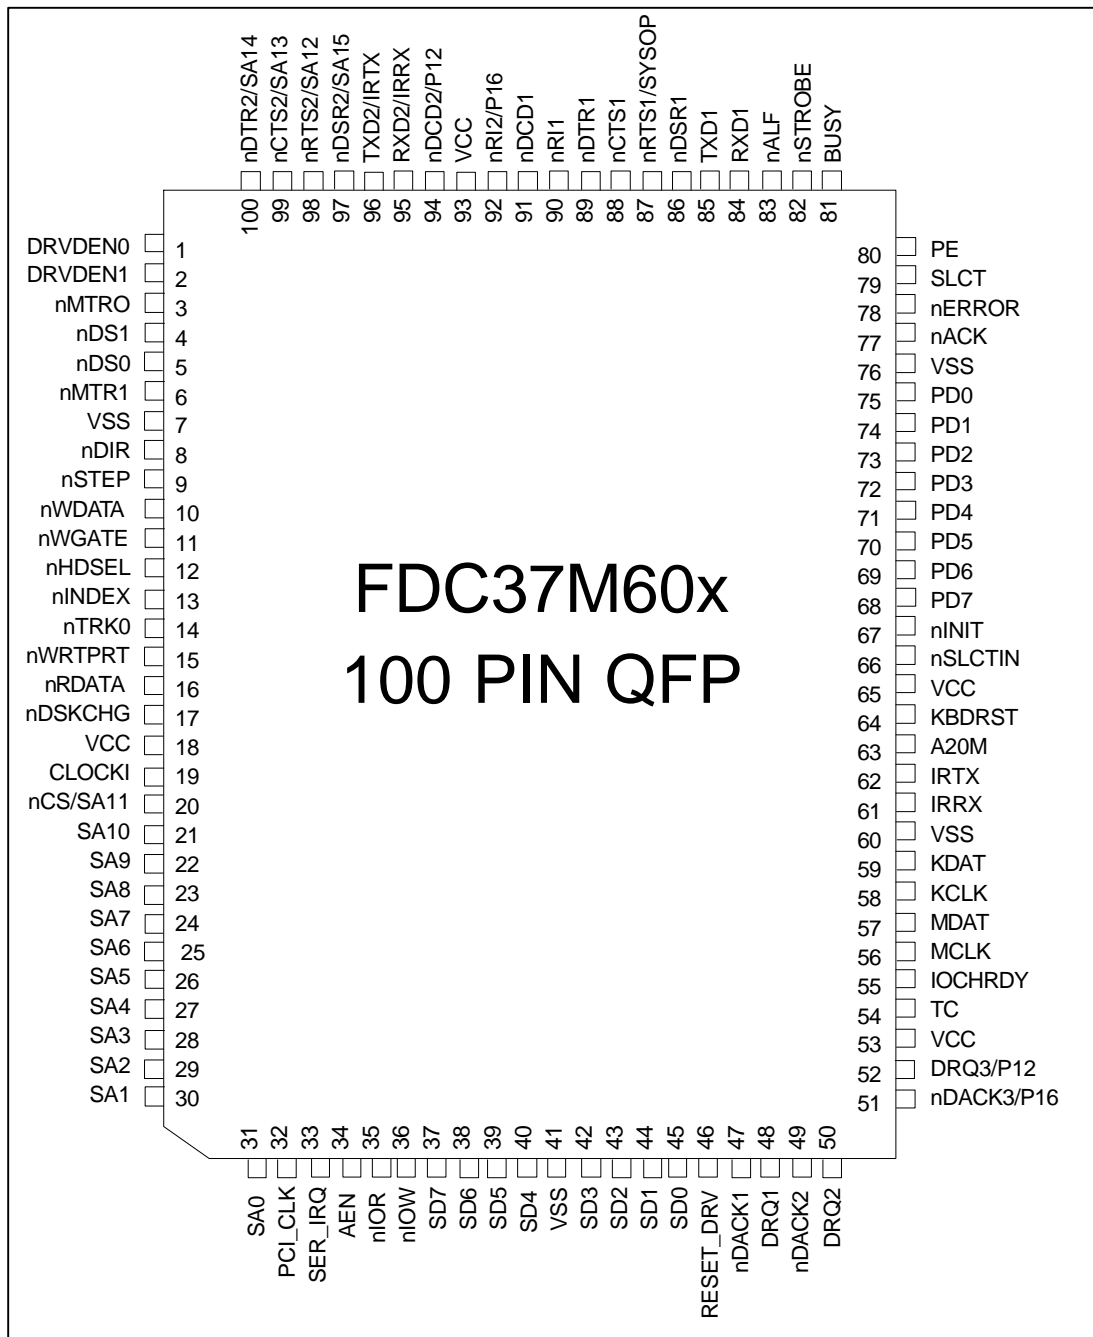 nDTR2/SA14
nCTS2/SA13
nRTS2/SA12
nDSR2/SA15
TXD2/IRTX
RXD2/IRRX
nDCD2/P12
VCC
nRI2/P16
nDCD1
nRI1
nDTR1
nCTS1
nRTS1/SYSOP
nDSR1
TXD1
RXD1
nALF
nSTROBE
BUSY
100
99
98
97
96
95
94
93
92
91
90
89
88
87
86
85
84
83
82
81
DRVDEN0 1
DRVDEN1 2
nMTRO 3
nDS1 4
nDS0 5
nMTR1 6
VSS 7
nDIR 8
nSTEP 9
nWDATA 10
nWGATE 11
nHDSEL 12
nINDEX 13
nTRK0 14
nWRTPRT 15
nRDATA 16
nDSKCHG 17
VCC 18
CLOCKI 19
nCS/SA11 20
SA10 21
SA9 22
SA8 23
SA7 24
SA6 25
SA5 26
SA4 27
SA3 28
SA2 29
SA1 30
FDC37M60x
100 PIN QFP
80 PE
79 SLCT
78 nERROR
77 nACK
76 VSS
75 PD0
74 PD1
73 PD2
72 PD3
71 PD4
70 PD5
69 PD6
68 PD7
67 nINIT
66 nSLCTIN
65 VCC
64 KBDRST
63 A20M
62 IRTX
61 IRRX
60 VSS
59 KDAT
58 KCLK
57 MDAT
56 MCLK
55 IOCHRDY
54 TC
53 VCC
52 DRQ3/P12
51 nDACK3/P16
31
32
33
34
35
36
37
38
39
40
41
42
43
44
45
46
47
48
49
50
SA0
PCI_CLK
SER_IRQ
AEN
nIOR
nIOW
SD7
SD6
SD5
SD4
VSS
SD3
SD2
SD1
SD0
RESET_DRV
nDACK1
DRQ1
nDACK2
DRQ2